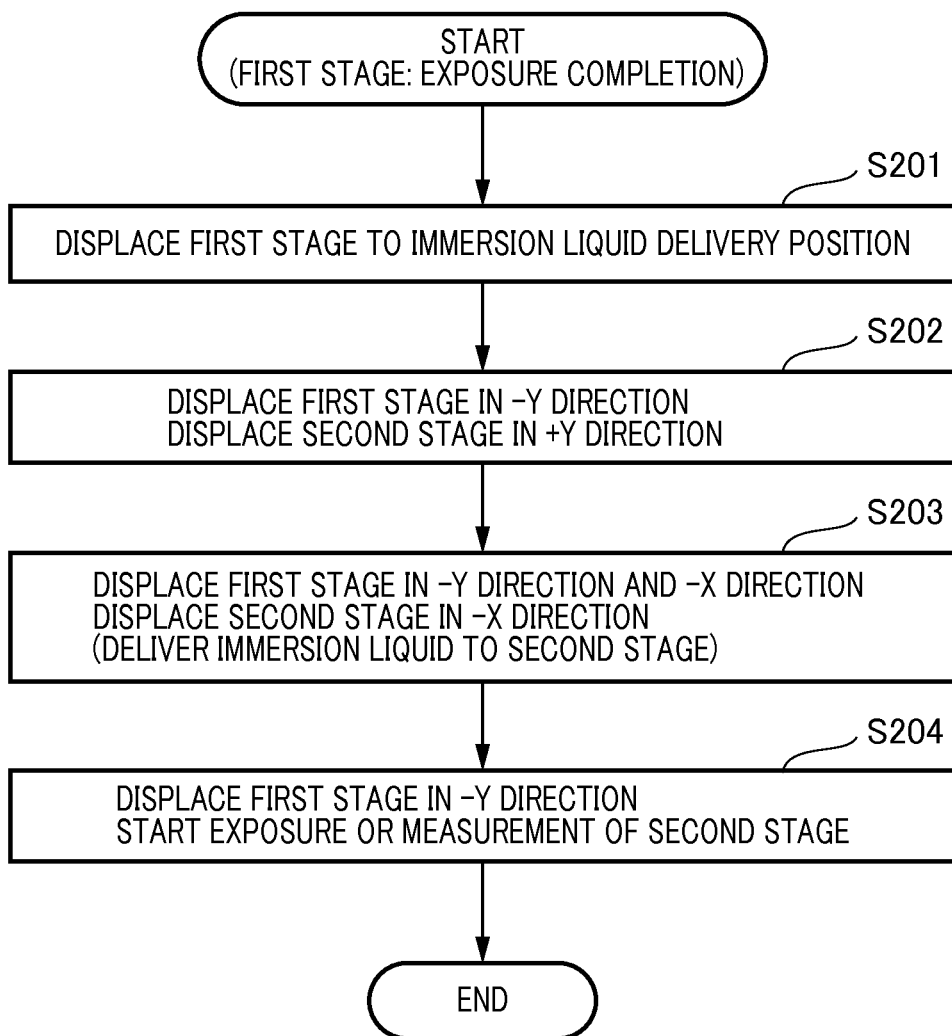 START
(FIRST STAGE: EXPOSURE COMPLETION)
S201
DISPLACE FIRST STAGE TO IMMERSION LIQUID DELIVERY POSITION
S202
DISPLACE FIRST STAGE IN -Y DIRECTION
DISPLACE SECOND STAGE IN +Y DIRECTION
S203
DISPLACE FIRST STAGE IN -Y DIRECTION AND -X DIRECTION
DISPLACE SECOND STAGE IN -X DIRECTION
(DELIVER IMMERSION LIQUID TO SECOND STAGE)
S204
DISPLACE FIRST STAGE IN -Y DIRECTION
START EXPOSURE OR MEASUREMENT OF SECOND STAGE
END